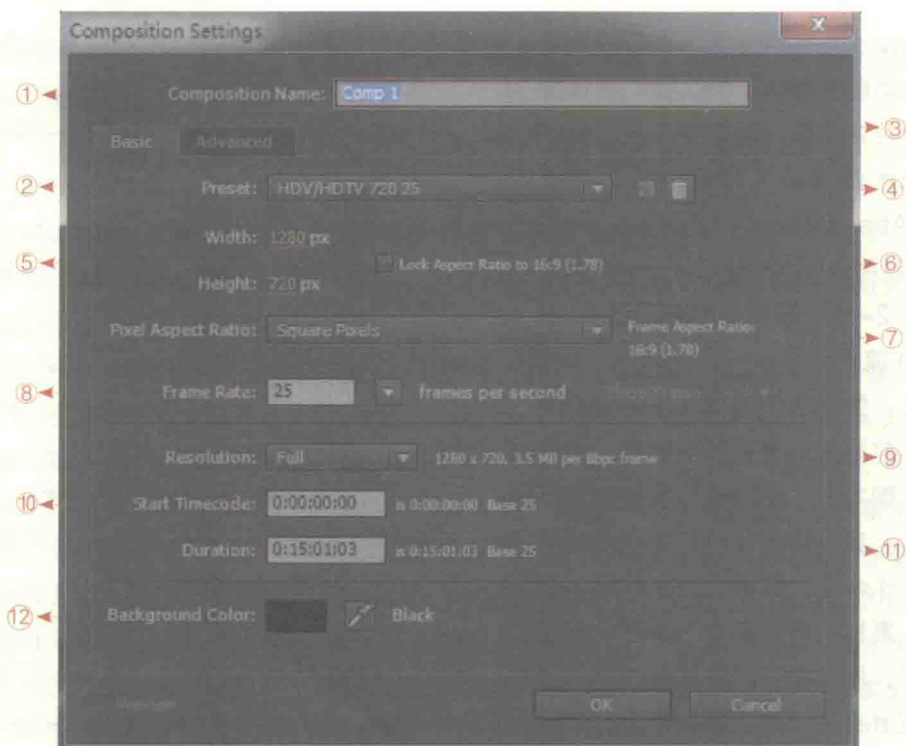 Composition Settings
① Composition Name: Comp 1
③
Basic Advanced
② Preset: HDV/HDTV 720 25 ④
Width: 1280 px
⑤ Lock Aspect Ratio to 16:9 (1.78) ⑥
Height: 720 px
Pixel Aspect Ratio: Square Pixels Frame Aspect Ratio:
16:9 (1.78) ⑦
⑧ Frame Rate: 25 frames per second Drop Frame
Resolution: Full 1280 x 720, 3.5 MB per 8bpc frame ⑨
⑩ Start Timecode: 0:00:00:00 is 0:00:00:00 Base 25
Duration: 0:15:01:03 is 0:15:01:03 Base 25 ⑪
⑫ Background Color: Black
Preview OK Cancel